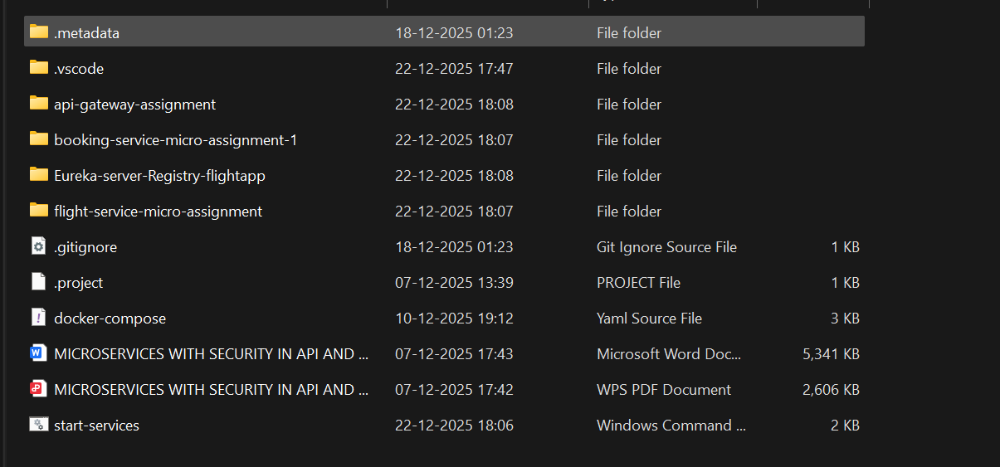 .metadata 18-12-2025 01:23 File folder
.vscode 22-12-2025 17:47 File folder
api-gateway-assignment 22-12-2025 18:08 File folder
booking-service-micro-assignment-1 22-12-2025 18:07 File folder
Eureka-server-Registry-flightapp 22-12-2025 18:08 File folder
flight-service-micro-assignment 22-12-2025 18:07 File folder
.gitignore 18-12-2025 01:23 Git Ignore Source File 1 KB
.project 07-12-2025 13:39 PROJECT File 1 KB
docker-compose 10-12-2025 19:12 Yaml Source File 3 KB
MICROSERVICES WITH SECURITY IN API AND ... 07-12-2025 17:43 Microsoft Word Doc... 5,341 KB
MICROSERVICES WITH SECURITY IN API AND ... 07-12-2025 17:42 WPS PDF Document 2,606 KB
start-services 22-12-2025 18:06 Windows Command ... 2 KB